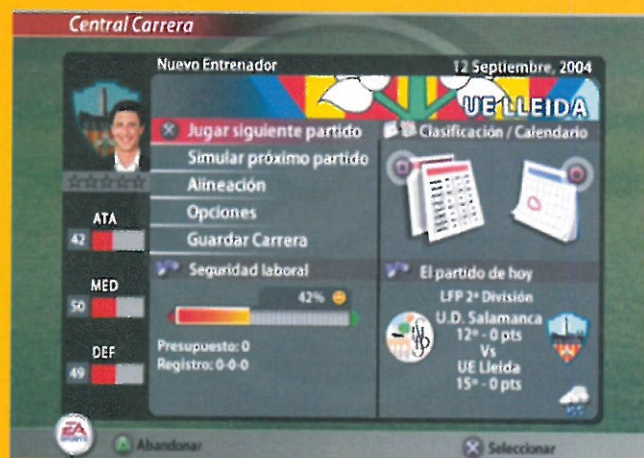 Central Carrera
Nuevo Entrenador
12 Septiembre, 2004
UE LLEIDA
Jugar siguiente partido
Simular próximo partido
Alineación
Opciones
Guardar Carrera
Clasificación / Calendario
ATA
42
MED
50
DEF
49
Seguridad laboral
42%
Presupuesto: 0
Registro: 0-0-0
El partido de hoy
LFP 2ª División
U.D. Salamanca
12º - 0 pts
Vs
UE Lleida
15º - 0 pts
EA
SPORTS
Abandonar
Seleccionar